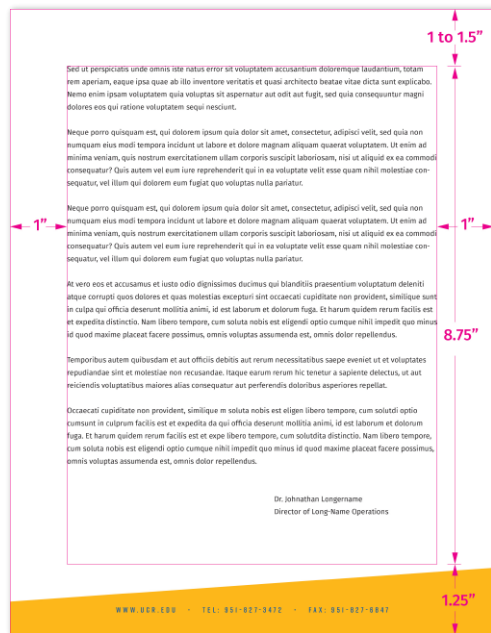 1 to 1.5”
Sed ut perspiciatis unde omnis iste natus error sit voluptatem accusantium doloremque laudantium, totam
rem aperiam, eaque ipsa quae ab illo inventore veritatis et quasi architecto beatae vitae dicta sunt explicabo.
Nemo enim ipsam voluptatem quia voluptas sit aspernatur aut odit aut fugit, sed quia consequuntur magni
dolores eos qui ratione voluptatem sequi nesciunt.
Neque porro quisquam est, qui dolorem ipsum quia dolor sit amet, consectetur, adipisci velit, sed quia non
numquam eius modi tempora incidunt ut labore et dolore magnam aliquam quaerat voluptatem. Ut enim ad
minima veniam, quis nostrum exercitationem ullam corporis suscipit laboriosam, nisi ut aliquid ex ea commodi
consequatur? Quis autem vel eum iure reprehenderit qui in ea voluptate velit esse quam nihil molestiae con-
sequatur, vel illum qui dolorem eum fugiat quo voluptas nulla pariatur.
Neque porro quisquam est, qui dolorem ipsum quia dolor sit amet, consectetur, adipisci velit, sed quia non
numquam eius modi tempora incidunt ut labore et dolore magnam aliquam quaerat voluptatem. Ut enim ad
1”
minima veniam, quis nostrum exercitationem ullam corporis suscipit laboriosam, nisi ut aliquid ex ea commodi
1”
consequatur? Quis autem vel eum iure reprehenderit qui in ea voluptate velit esse quam nihil molestiae con-
sequatur, vel illum qui dolorem eum fugiat quo voluptas nulla pariatur.
At vero eos et accusamus et iusto odio dignissimos ducimus qui blanditiis praesentium voluptatum deleniti
atque corrupti quos dolores et quas molestias excepturi sint occaecati cupiditate non provident, similique sunt
in culpa qui officia deserunt mollitia animi, id est laborum et dolorum fuga. Et harum quidem rerum facilis est
et expedita distinctio. Nam libero tempore, cum soluta nobis est eligendi optio cumque nihil impedit quo minus
id quod maxime placeat facere possimus, omnis voluptas assumenda est, omnis dolor repellendus.
8.75”
Temporibus autem quibusdam et aut officiis debitis aut rerum necessitatibus saepe eveniet ut et voluptates
repudiandae sint et molestiae non recusandae. Itaque earum rerum hic tenetur a sapiente delectus, ut aut
reiciendis voluptatibus maiores alias consequatur aut perferendis doloribus asperiores repellat.
Occaecati cupiditate non provident, similique m soluta nobis est eligen libero tempore, cum solutdi optio
cumsunt in culprum facilis est et expedita da qui officia deserunt mollitia animi, id est laborum et dolorum
fuga. Et harum quidem rerum facilis est et expe libero tempore, cum solutdita distinctio. Nam libero tempore,
cum soluta nobis est eligendi optio cumque nihil impedit quo minus id quod maxime placeat facere possimus,
omnis voluptas assumenda est, omnis dolor repellendus.
Dr. Johnathan Longername
Director of Long-Name Operations
1.25”
WWW.UCR.EDU · TEL: 951-827-3472 · FAX: 951-827-6847